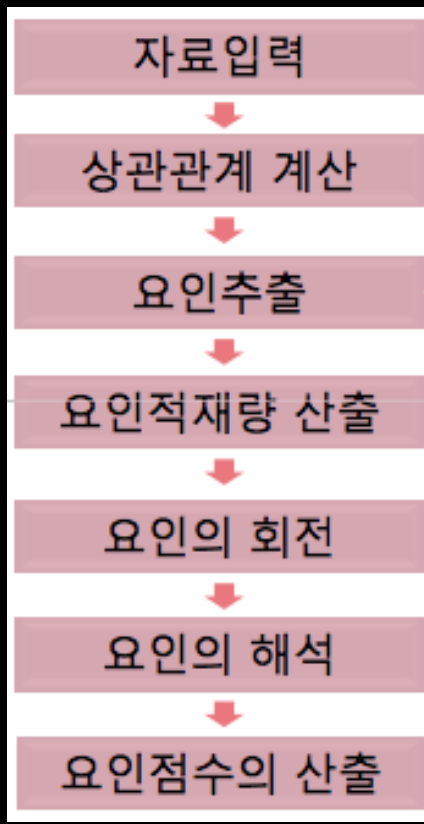 자료입력
상관관계 계산
요인추출
요인적재량 산출
요인의 회전
요인의 해석
요인점수의 산출